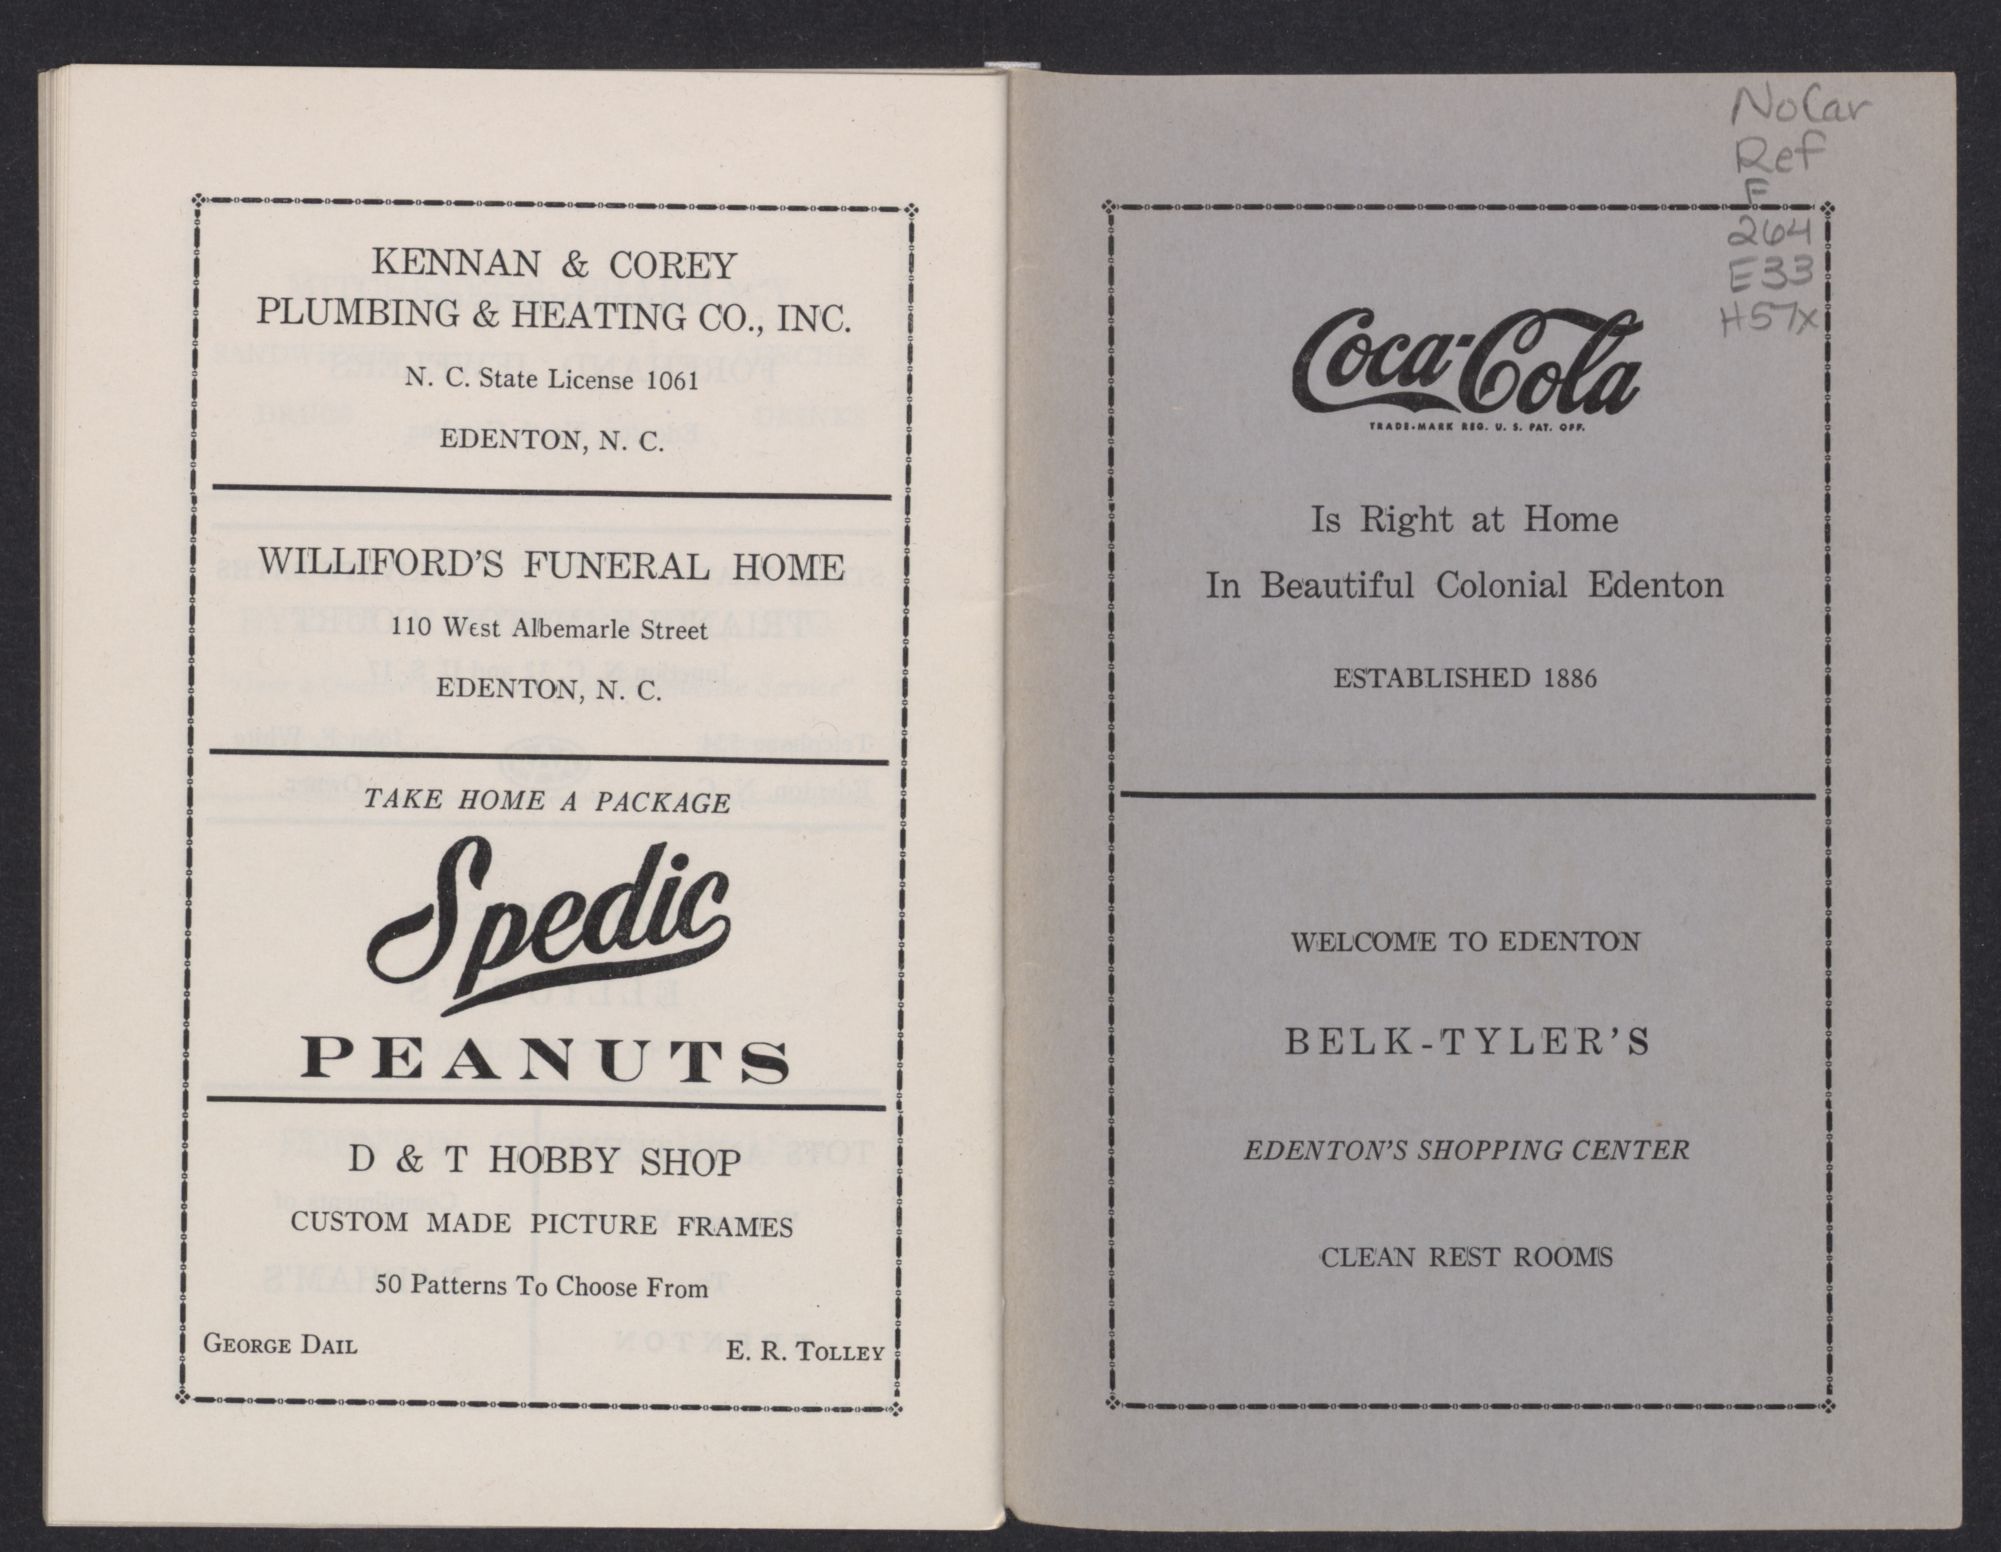 KENNAN & COREY
PLUMBING & HEATING CO., INC.
N. C. State License 1061
EDENTON, N. C.
WILLIFORD'S FUNERAL HOME
110 West Albemarle Street
EDENTON, N. C.
TAKE HOME A PACKAGE
Spedic
PEANUTS
D & T HOBBY SHOP
CUSTOM MADE PICTURE FRAMES
50 Patterns To Choose From
GEORGE DAIL E. R. TOLLEY
NoCar
Ref
F
264
E33
H57x
Coca-Cola
TRADE-MARK REG. U. S. PAT. OFF.
Is Right at Home
In Beautiful Colonial Edenton
ESTABLISHED 1886
WELCOME TO EDENTON
BELK-TYLER'S
EDENTON'S SHOPPING CENTER
CLEAN REST ROOMS